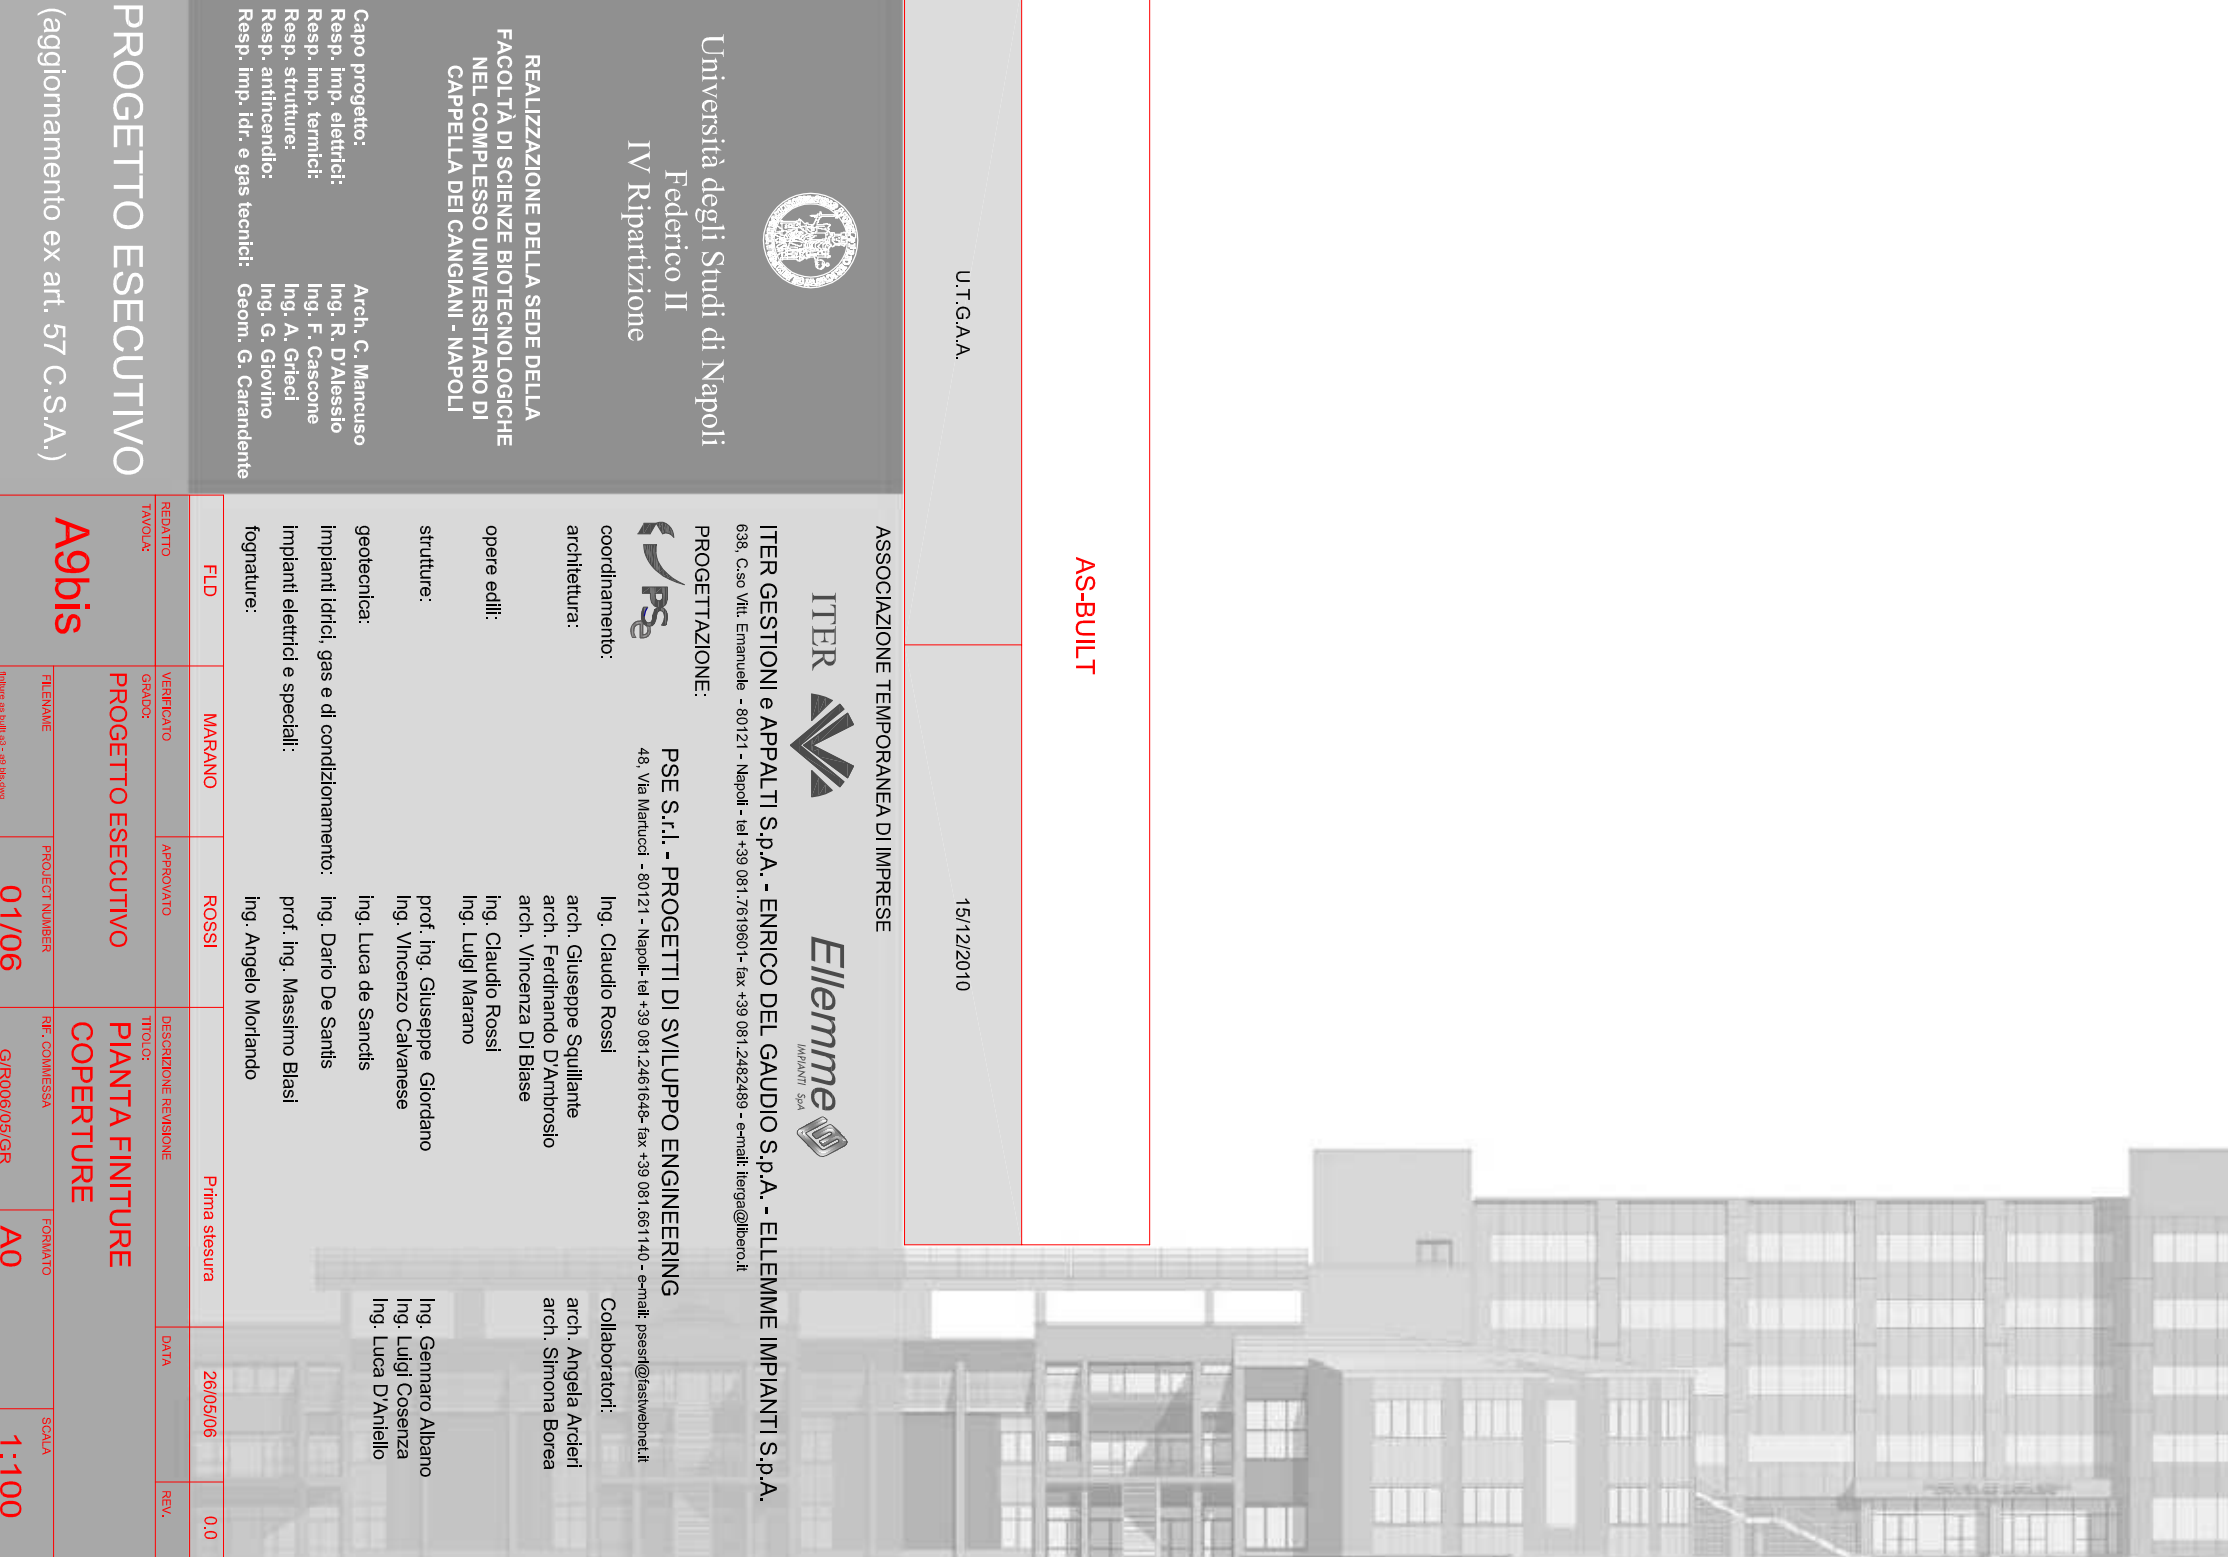 AS-BUILT
U.T.G.A.A.
15/12/2010
Università degli Studi di Napoli
Federico II
IV Ripartizione
REALIZZAZIONE DELLA SEDE DELLA
FACOLTÀ DI SCIENZE BIOTECNOLOGICHE
NEL COMPLESSO UNIVERSITARIO DI
CAPPELLA DEI CANGIANI - NAPOLI
Capo progetto: Arch. C. Mancuso
Resp. imp. elettrici: Ing. R. D'Alessio
Resp. imp. termici: Ing. F. Cascone
Resp. strutture: Ing. A. Grieci
Resp. antincendio: Ing. G. Giovino
Resp. imp. idr. e gas tecnici: Geom. G. Carandente
PROGETTO ESECUTIVO
(aggiornamento ex art. 57 C.S.A.)
ASSOCIAZIONE TEMPORANEA DI IMPRESE
ITER
Ellemme
IMPIANTI SpA
ITER GESTIONI e APPALTI S.p.A. - ENRICO DEL GAUDIO S.p.A. - ELLEMME IMPIANTI S.p.A.
638, C.so Vitt. Emanuele - 80121 - Napoli - tel +39 081.7619601- fax +39 081.2482489 - e-mail: iterga@libero.it
PROGETTAZIONE:
PSe
PSE S.r.l. - PROGETTI DI SVILUPPO ENGINEERING
48, Via Martucci - 80121 - Napoli- tel +39 081.2461648- fax +39 081.661140 - e-mail: psesrl@fastwebnet.it
coordinamento: Ing. Claudio Rossi Collaboratori:
architettura: arch. Giuseppe Squillante arch. Angela Arcieri
arch. Ferdinando D'Ambrosio arch. Simona Borea
arch. Vincenza Di Biase
opere edili: ing. Claudio Rossi
Ing. Luigi Marano
strutture: prof. ing. Giuseppe Giordano Ing. Gennaro Albano
Ing. Vincenzo Calvanese Ing. Luigi Cosenza
Ing. Luca D'Aniello
geotecnica: ing. Luca de Sanctis
impianti idrici, gas e di condizionamento: ing. Dario De Santis
impianti elettrici e speciali: prof. ing. Massimo Blasi
fognature: ing. Angelo Morlando
FLD MARANO ROSSI Prima stesura 26/05/06 0.0
REDATTO VERIFICATO APPROVATO DESCRIZIONE REVISIONE DATA REV.
TAVOLA: GRADO: TITOLO:
A9bis
PROGETTO ESECUTIVO
PIANTA FINITURE
COPERTURE
FILENAME PROJECT NUMBER RIF. COMMESSA FORMATO SCALA
finiture as built a3 - a9 bis.dwg 01/06 G/R006/05/GR A0 1:100